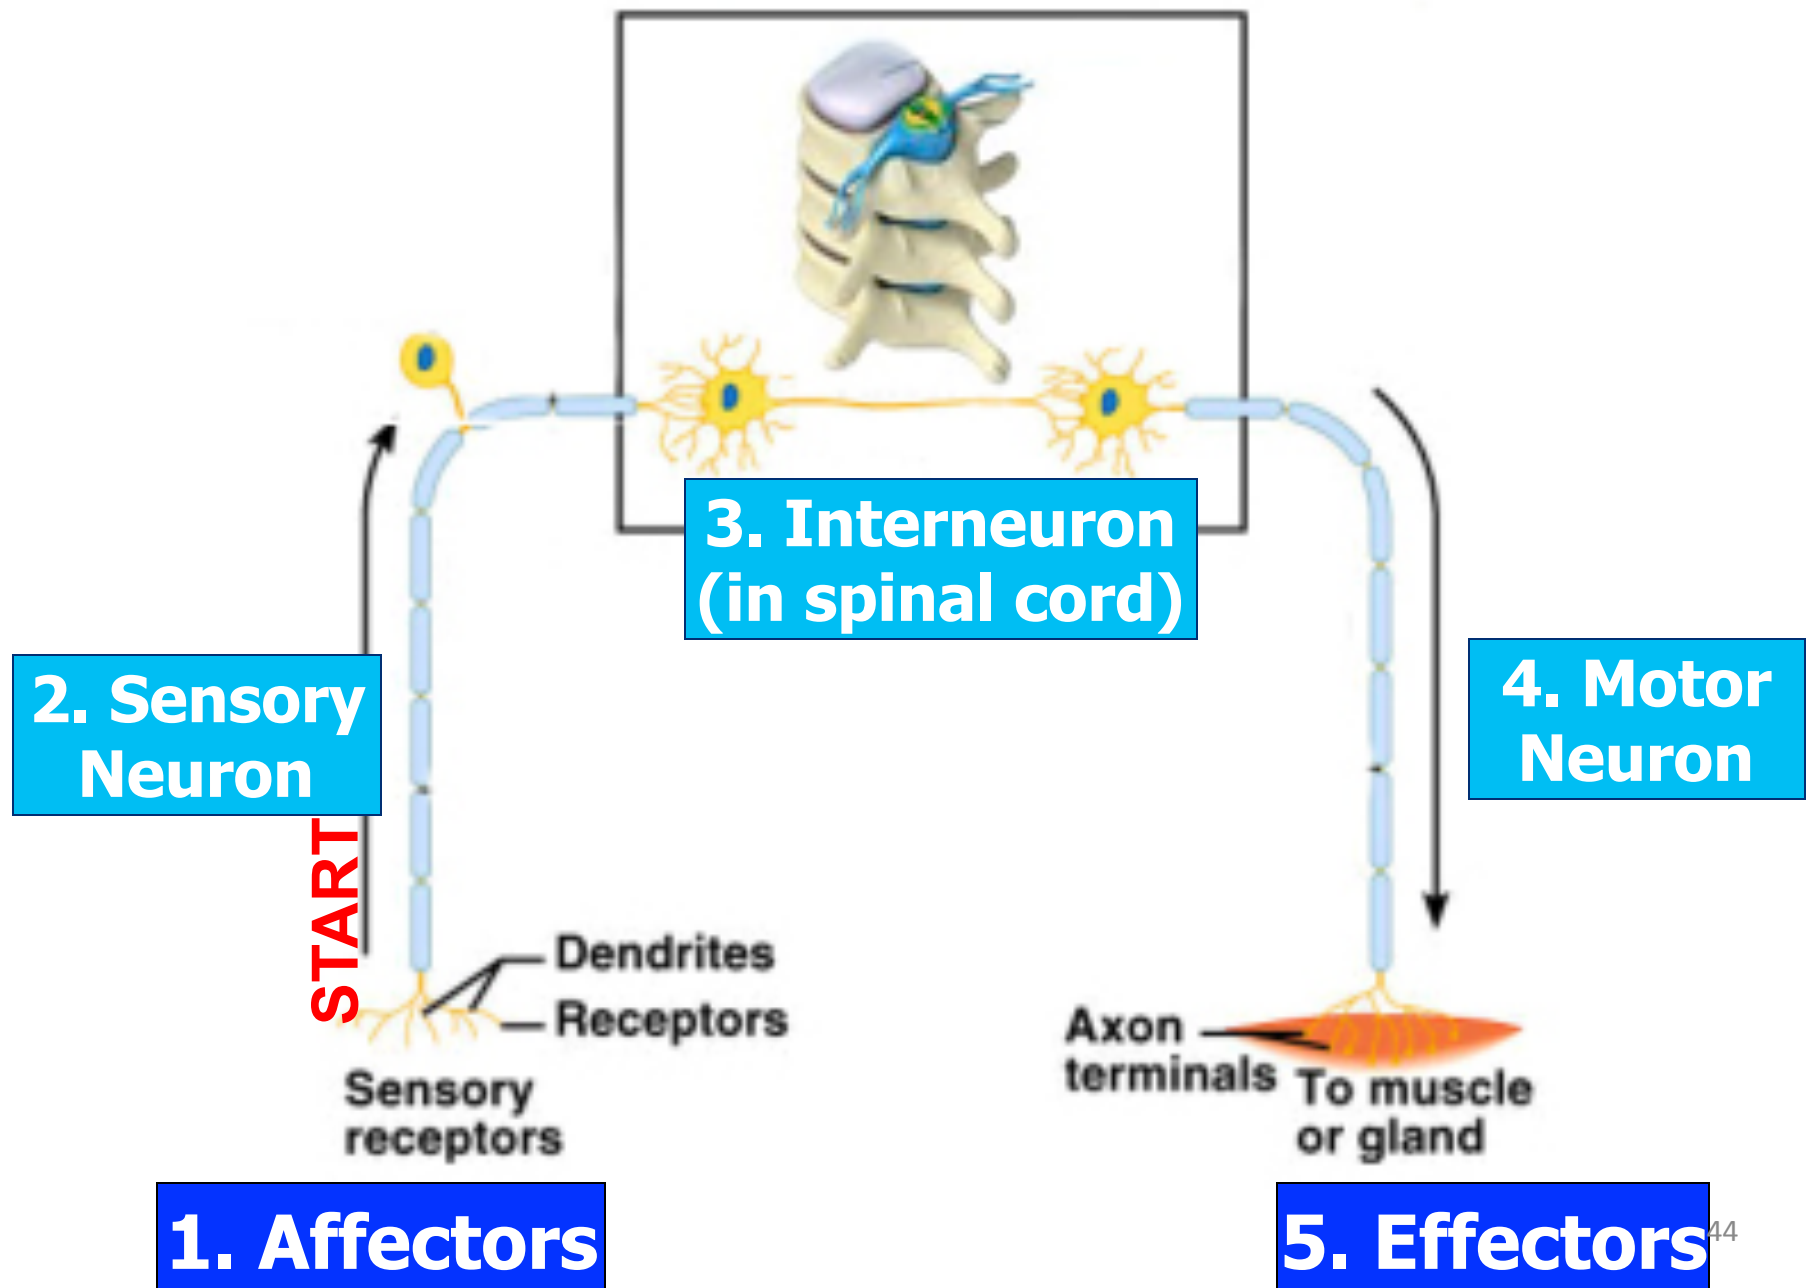 3. Interneuron
(in spinal cord)
2. Sensory
Neuron
4. Motor
Neuron
START
Dendrites
Receptors
Sensory
receptors
Axon
terminals
To muscle
or gland
1. Affectors
5. Effectors
44